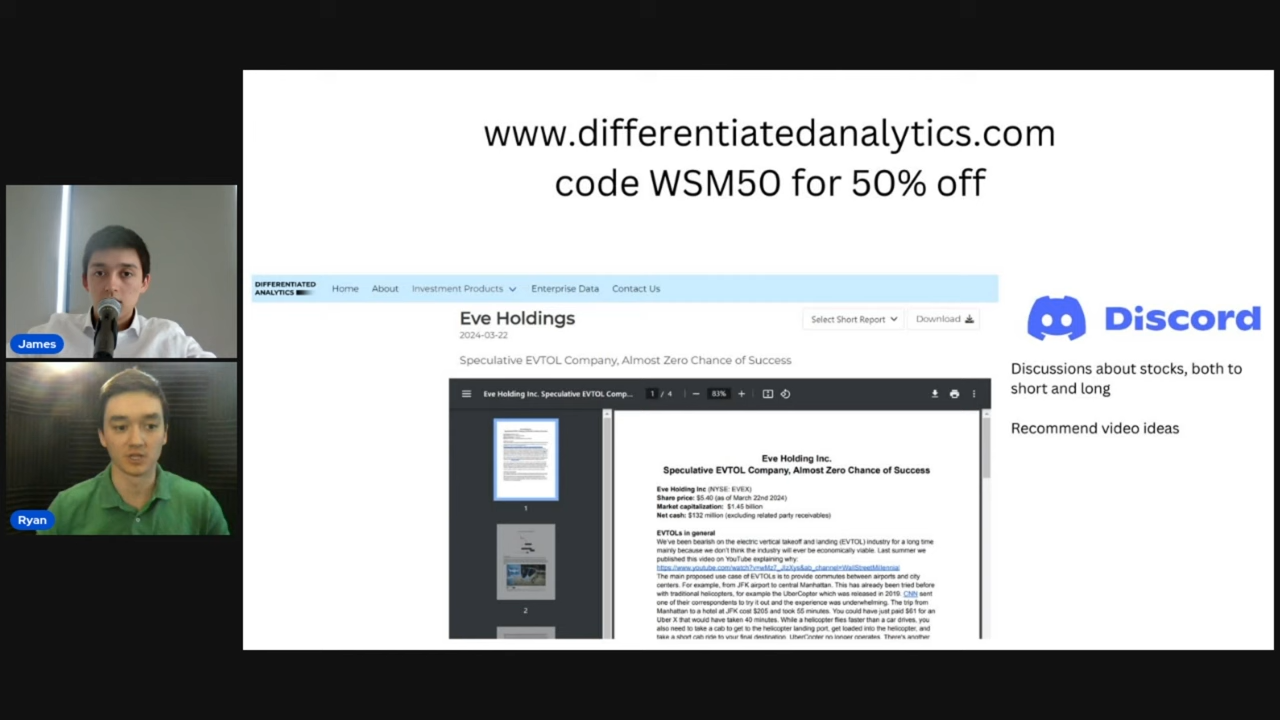 www.differentiatedanalytics.com
code WSM50 for 50% off
James
Ryan
DIFFERENTIATED
ANALYTICS
Home About Investment Products Enterprise Data Contact Us
Eve Holdings
2024-03-22
Select Short Report Download
Speculative EVTOL Company, Almost Zero Chance of Success
Eve Holding Inc. Speculative EVTOL Comp... 1 / 4 83%
1
2
Eve Holding Inc.
Speculative EVTOL Company, Almost Zero Chance of Success
Eve Holding Inc (NYSE: EVEX)
Share price: $5.40 (as of March 22nd 2024)
Market capitalization: $1.45 billion
Net cash: $132 million (excluding related party receivables)
EVTOLs in general
We've been bearish on the electric vertical takeoff and landing (EVTOL) industry for a long time
mainly because we don't think the industry will ever be economically viable. Last summer we
published this video on YouTube explaining why:
The main proposed use case of EVTOLs is to provide commutes between airports and city
centers. For example, from JFK airport to central Manhattan. This has already been tried before
with traditional helicopters, for example the UberCopter which was released in 2019. CNN sent
one of their correspondents to try it out and the experience was underwhelming. The trip from
Manhattan to a hotel at JFK cost $205 and took 55 minutes. You could have just paid $61 for an
Uber X that would have taken 40 minutes. While a helicopter flies faster than a car drives, you
also need to take a cab to get to the helicopter landing port, get loaded into the helicopter, and
take a short cab ride to your final destination. UberCopter no longer operates. There's another
Discord
Discussions about stocks, both to
short and long
Recommend video ideas